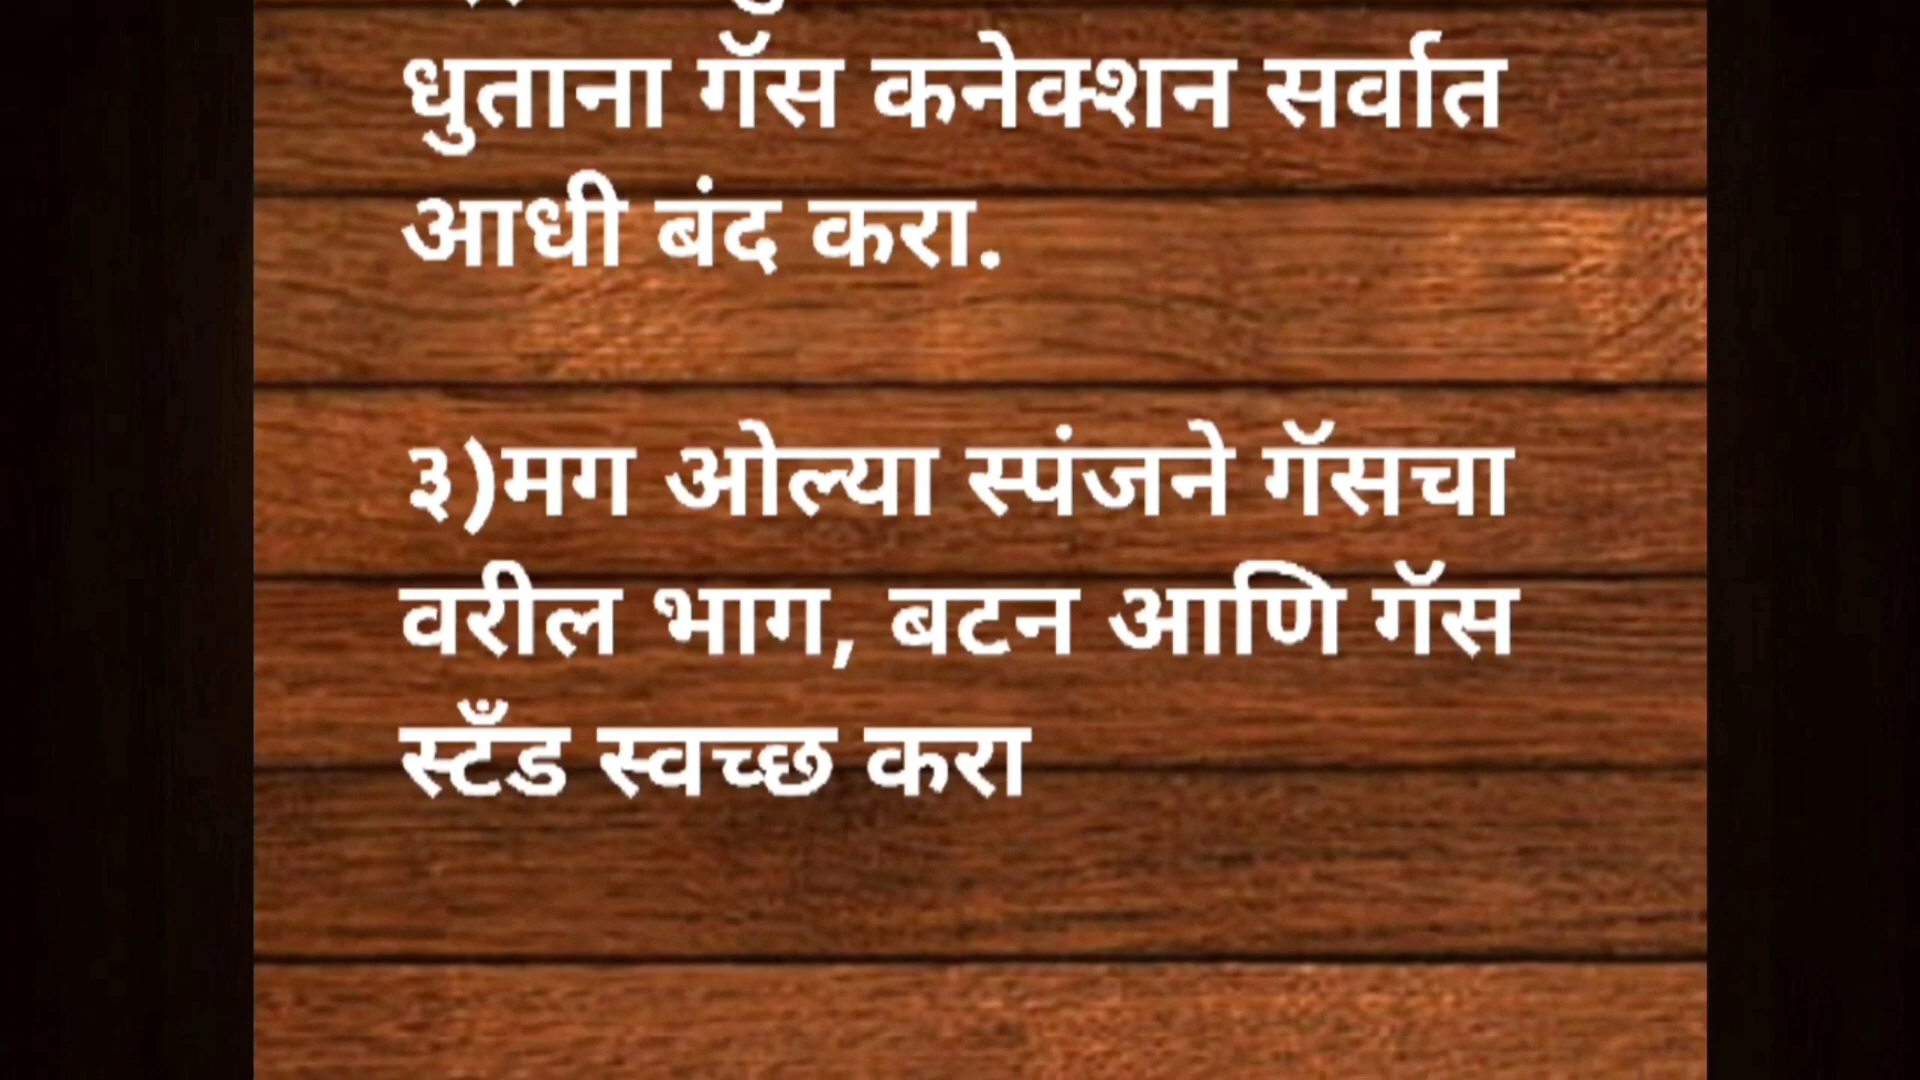 धुताना गॅस कनेक्शन सर्वात
आधी बंद करा.
३)मग ओल्या स्पंजने गॅसचा
वरील भाग, बटन आणि गॅस
स्टँड स्वच्छ करा